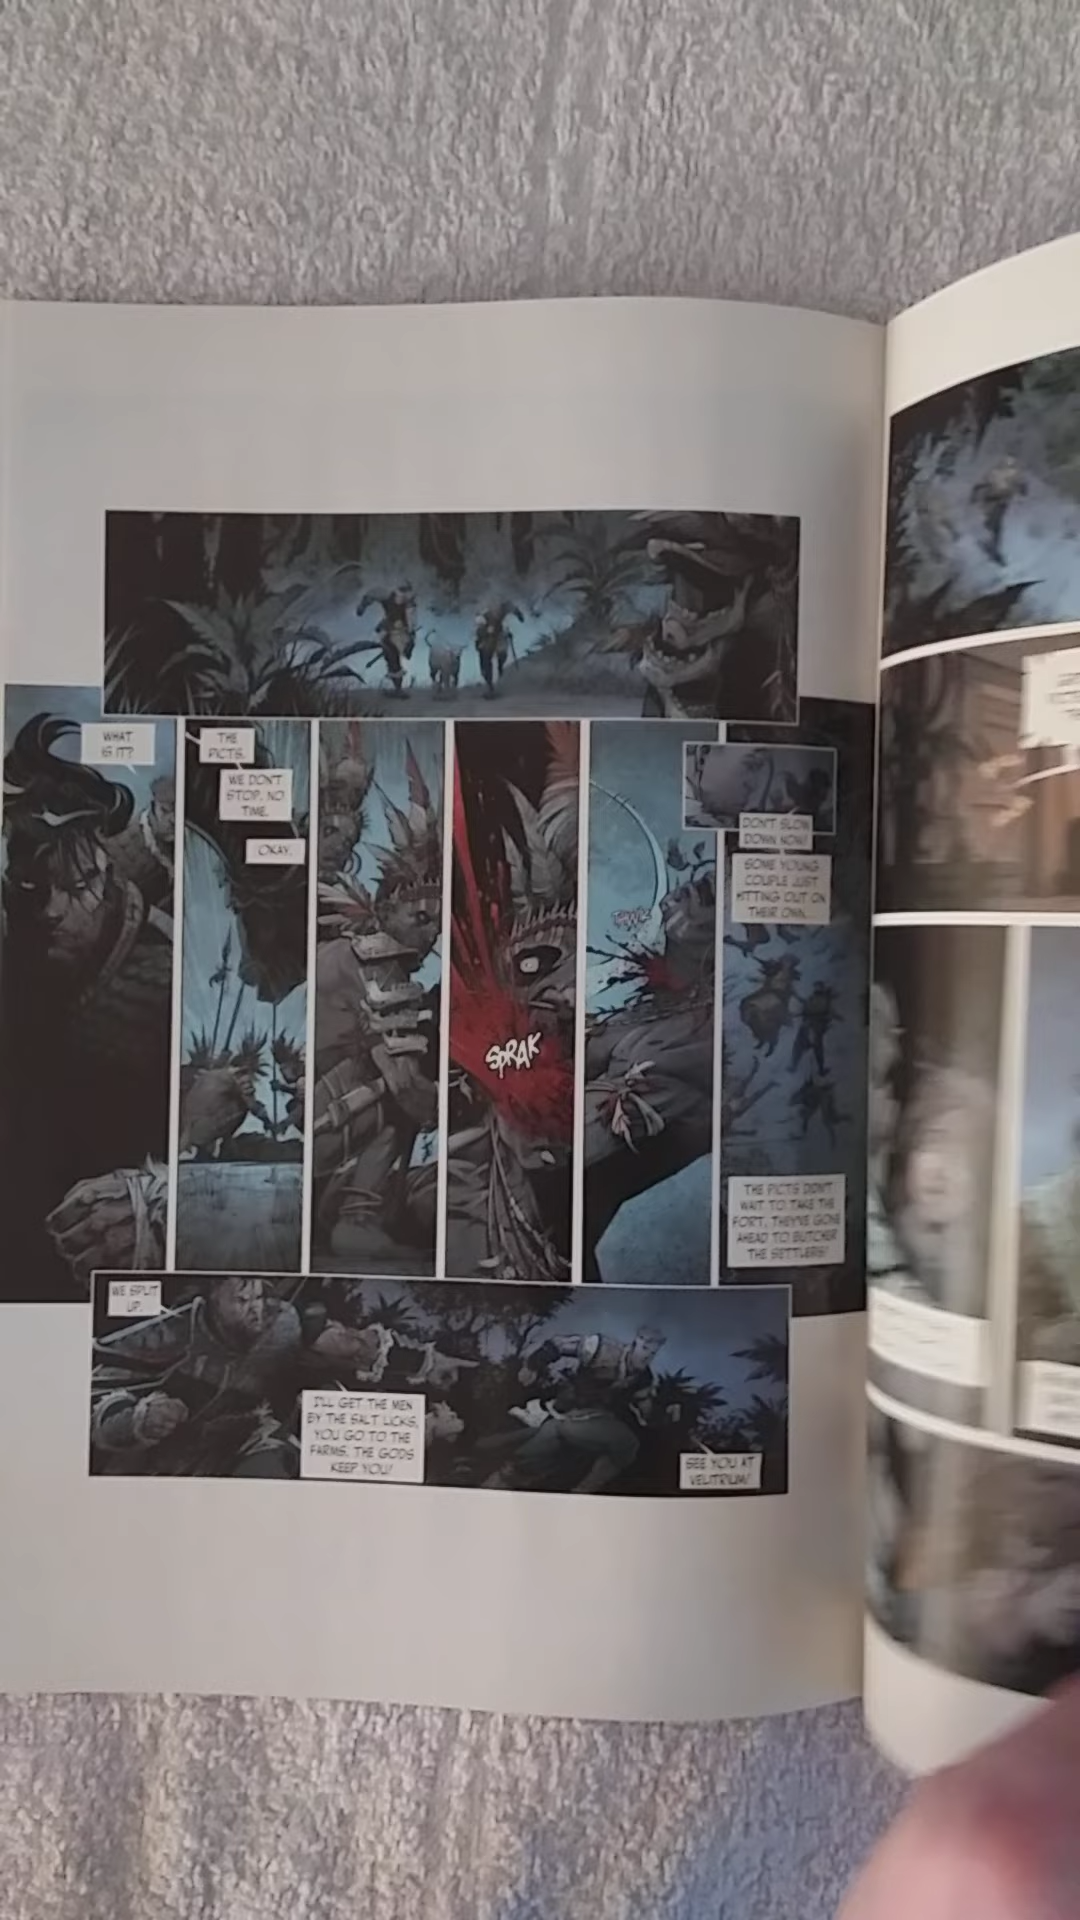 WHAT
IS IT?
THE
PICTS.
WE DON'T
STOP. NO
TIME.
OKAY.
SPRAK
THWK
DON'T SLOW
DOWN NOW!
SOME YOUNG
COUPLE JUST
HITTING OUT ON
THEIR OWN...
THE PICTS DIDN'T
WAIT TO TAKE THE
FORT, THEY'VE GONE
AHEAD TO BUTCHER
THE SETTLERS!
WE SPLIT
UP.
I'LL GET THE MEN
BY THE SALT LICKS,
YOU GO TO THE
FARMS. THE GODS
KEEP YOU!
SEE YOU AT
VELITRIUM!